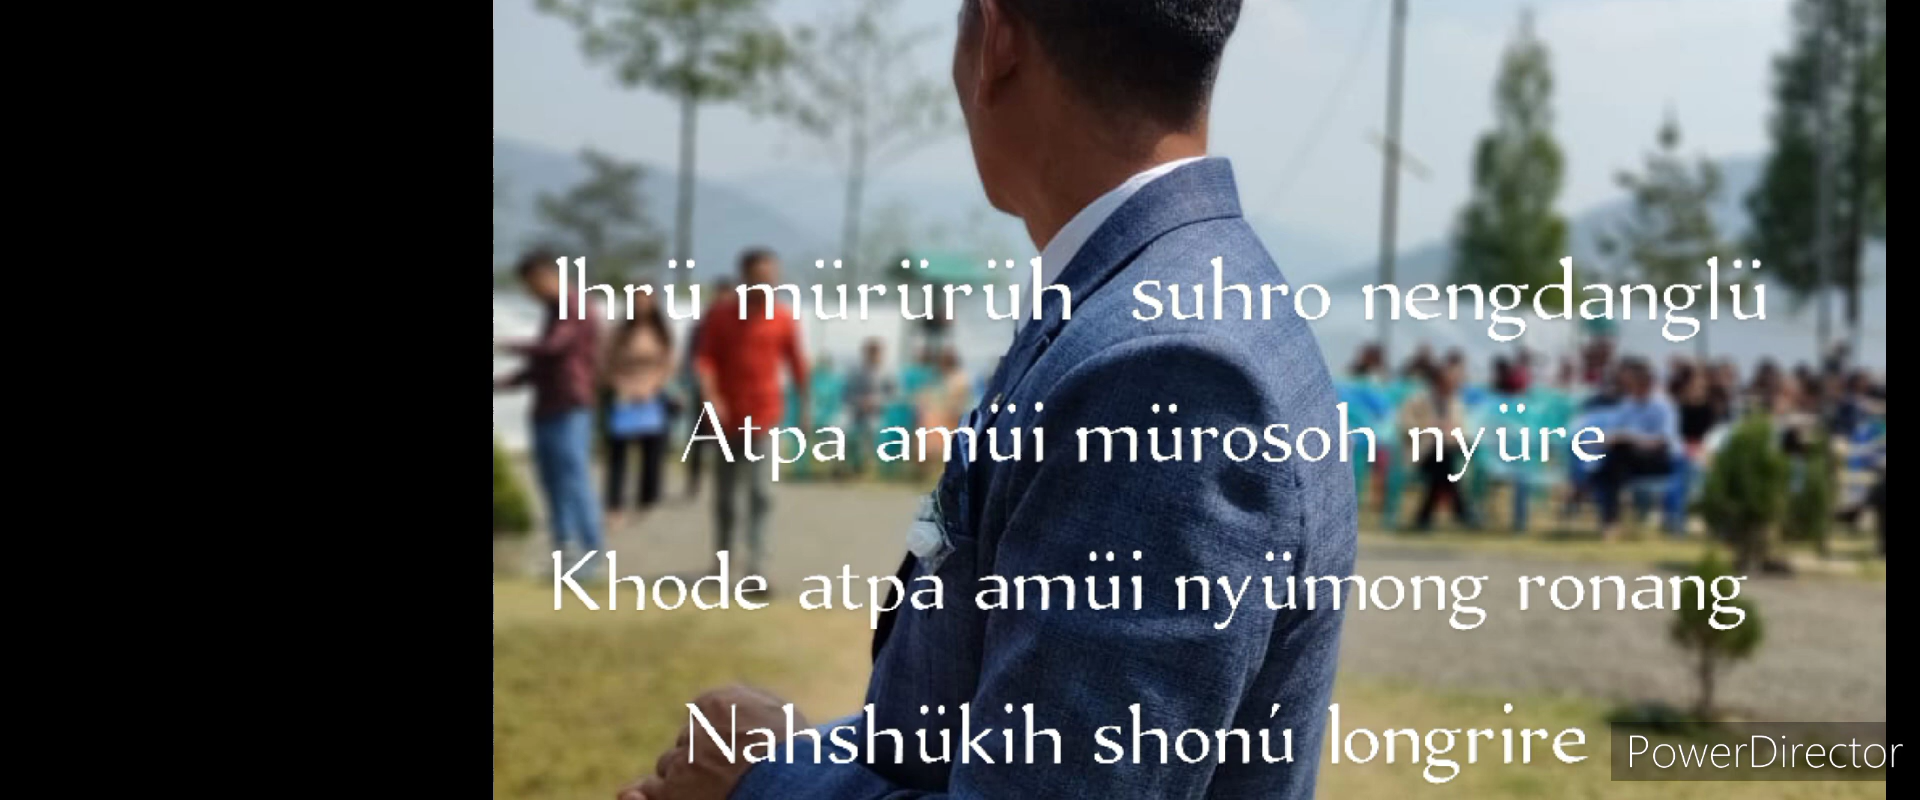 Ihrü mürürüh suhro nengdanglü
Atpa amüi mürosoh nyüre
Khode atpa amüi nyümong ronang
Nahshükih shonú longrire
PowerDirector